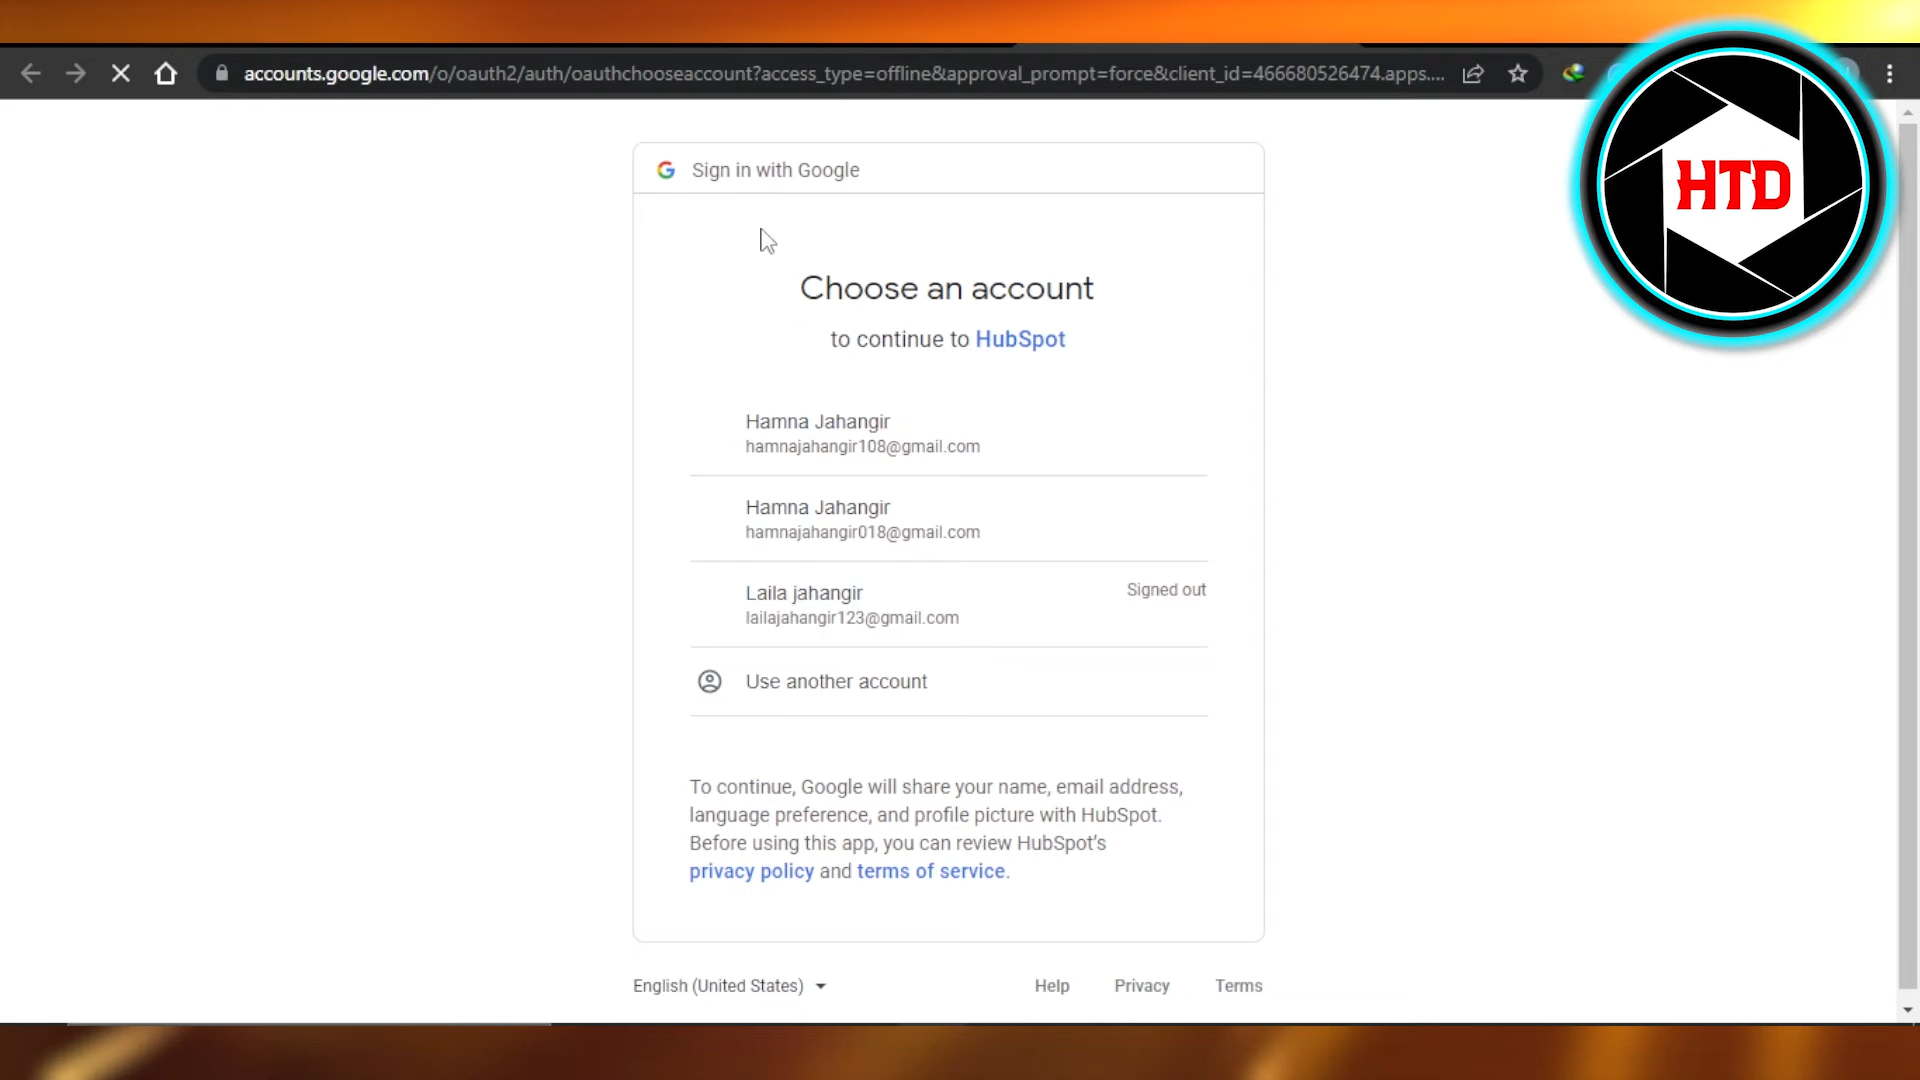 accounts.google.com/o/oauth2/auth/oauthchooseaccount?access_type=offline&approval_prompt=force&client_id=466680526474.apps....
HTD
Sign in with Google
Choose an account
to continue to HubSpot
Hamna Jahangir
hamnajahangir108@gmail.com
Hamna Jahangir
hamnajahangir018@gmail.com
Laila jahangir
Signed out
lailajahangir123@gmail.com
Use another account
To continue, Google will share your name, email address,
language preference, and profile picture with HubSpot.
Before using this app, you can review HubSpot's
privacy policy and terms of service.
English (United States)
Help
Privacy
Terms